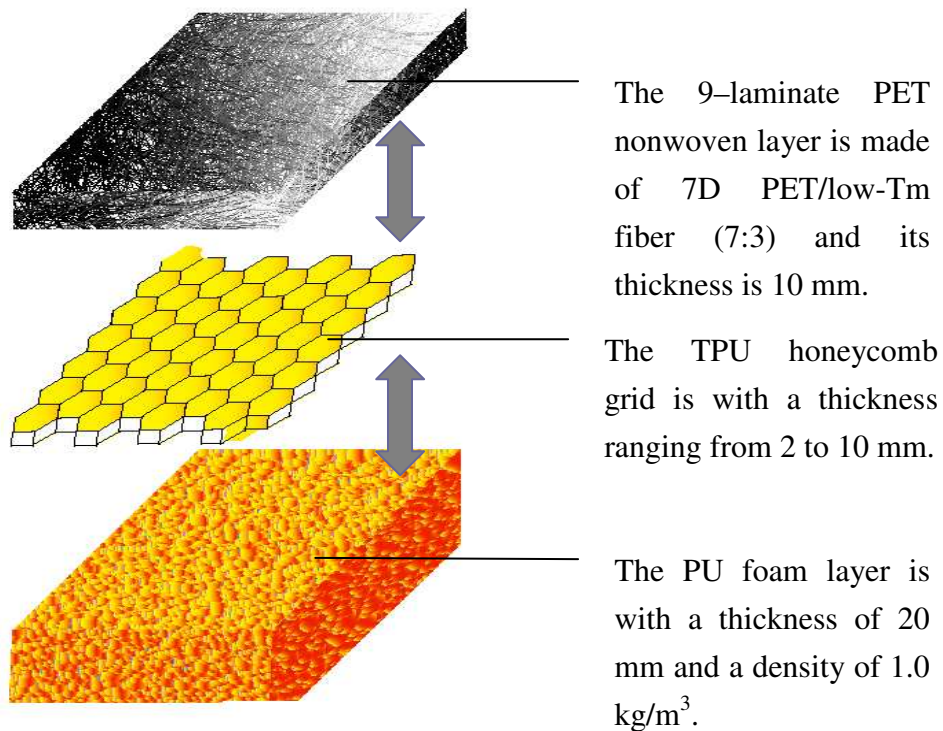 The 9–laminate PET
nonwoven layer is made
of 7D PET/low-Tm
fiber (7:3) and its
thickness is 10 mm.
The TPU honeycomb
grid is with a thickness
ranging from 2 to 10 mm.
The PU foam layer is
with a thickness of 20
mm and a density of 1.0
kg/m³.